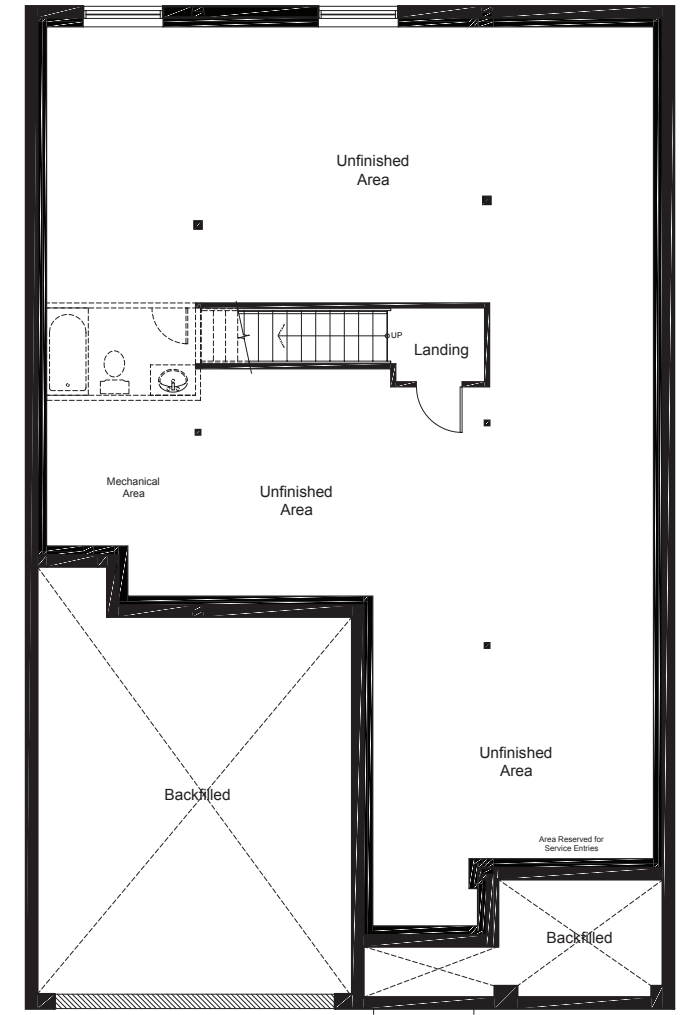 Unfinished
Area
UP
Landing
Mechanical
Area
Unfinished
Area
Unfinished
Area
Backfilled
Area Reserved for
Service Entries
Backfilled